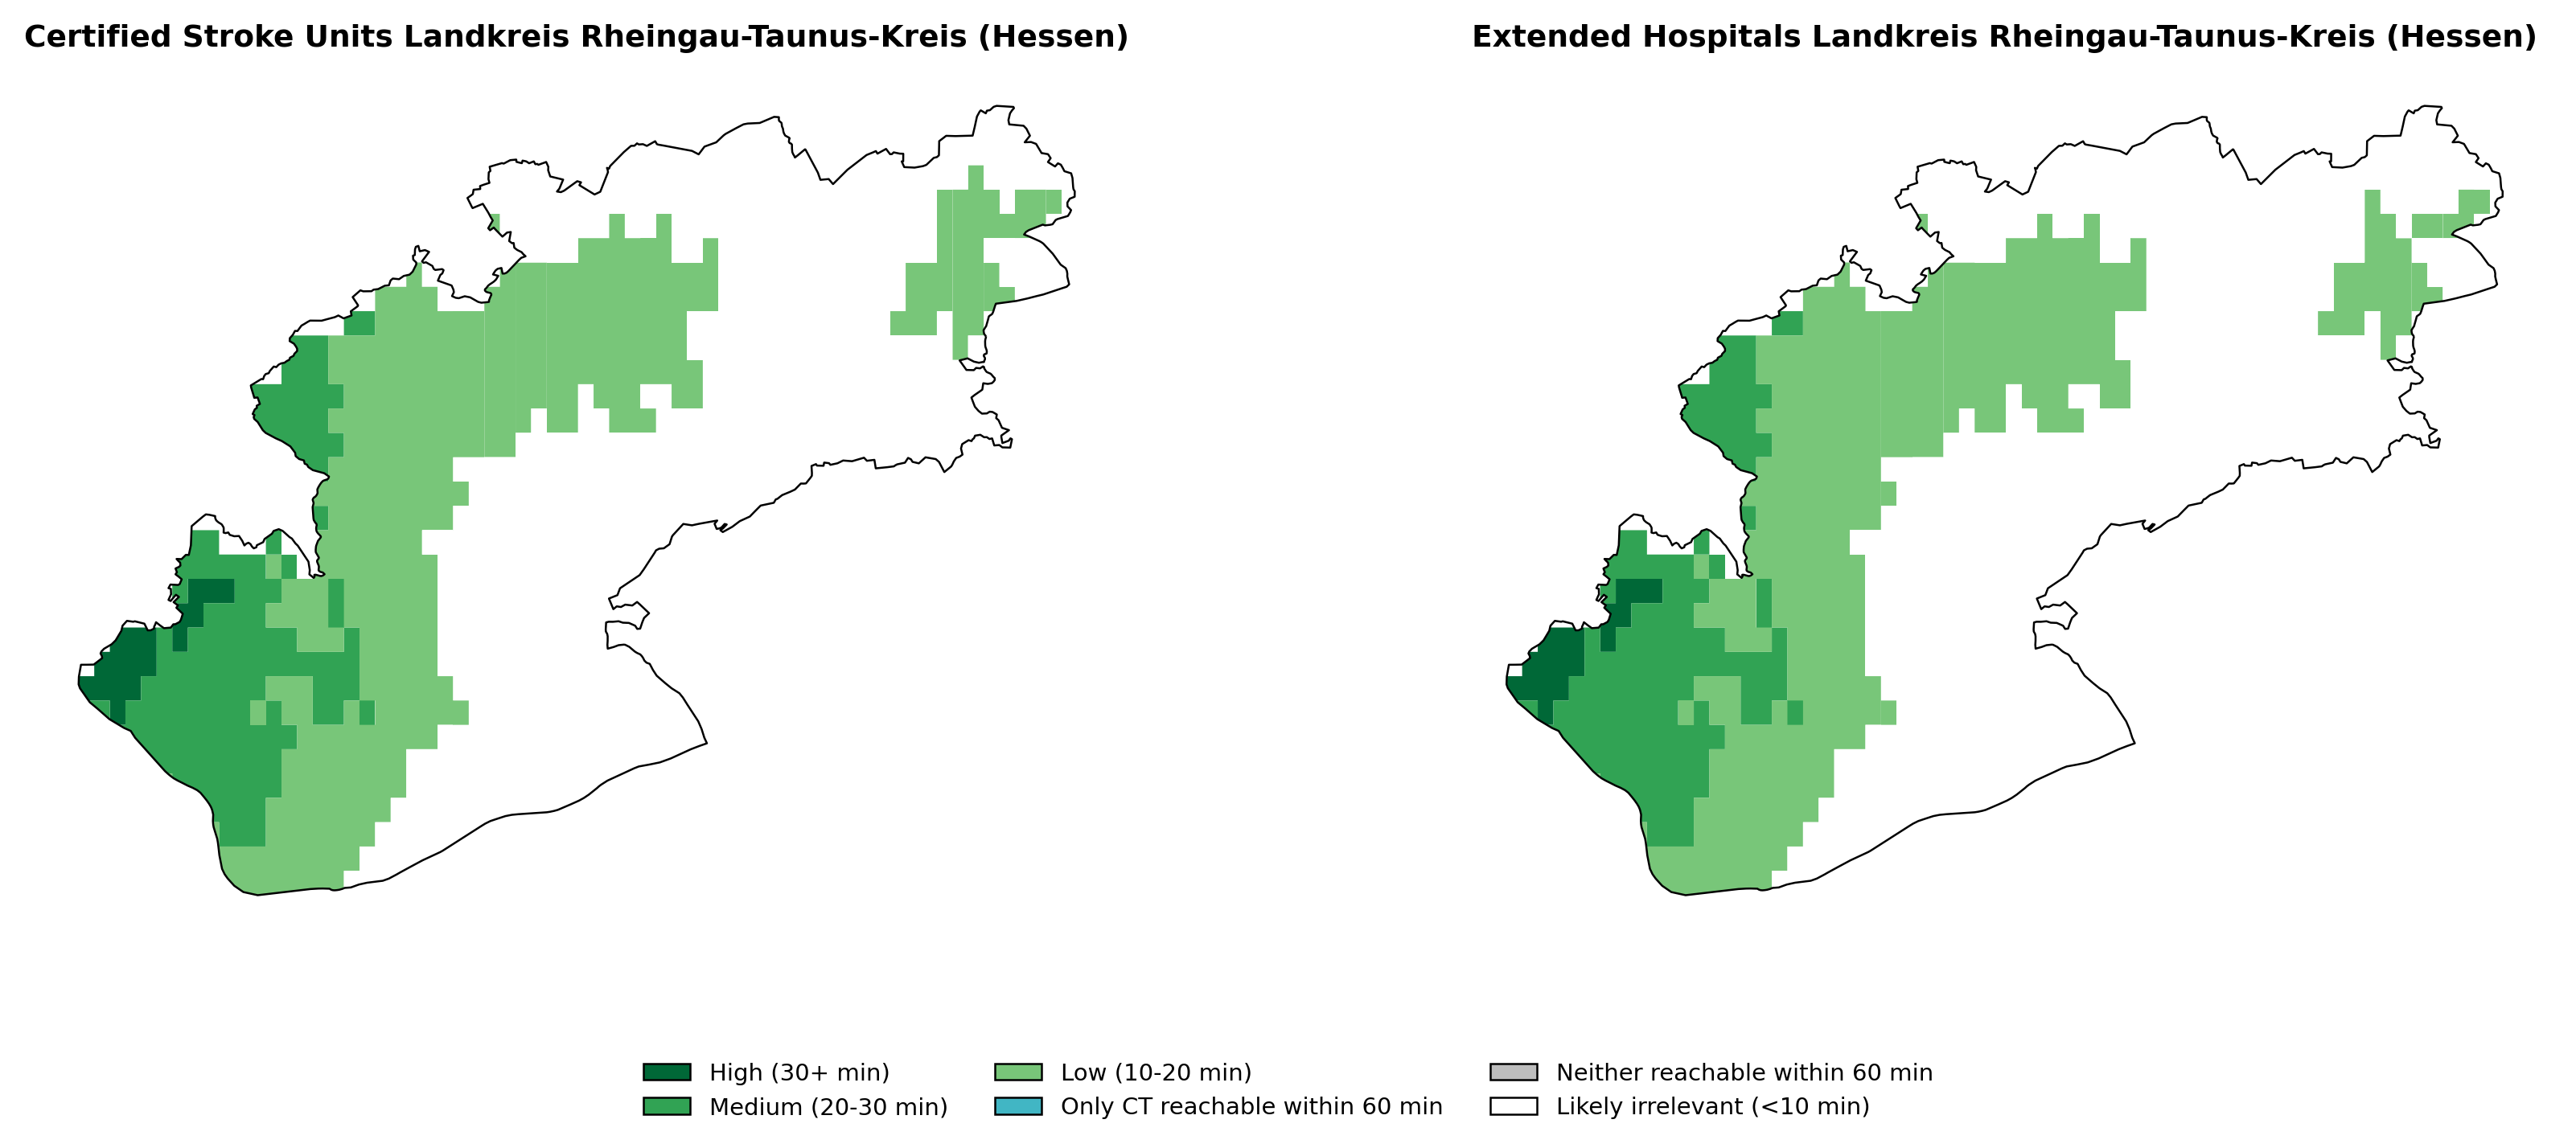 Certified Stroke Units Landkreis Rheingau-Taunus-Kreis (Hessen)
Extended Hospitals Landkreis Rheingau-Taunus-Kreis (Hessen)
High (30+ min)
Medium (20-30 min)
Low (10-20 min)
Only CT reachable within 60 min
Neither reachable within 60 min
Likely irrelevant (<10 min)